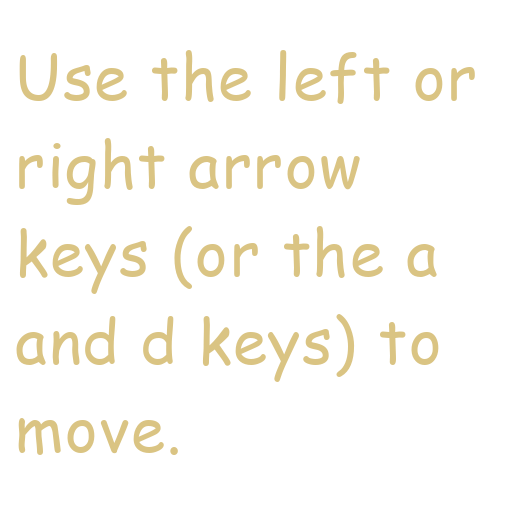 Use the left or
right arrow
keys (or the a
and d keys) to
move.